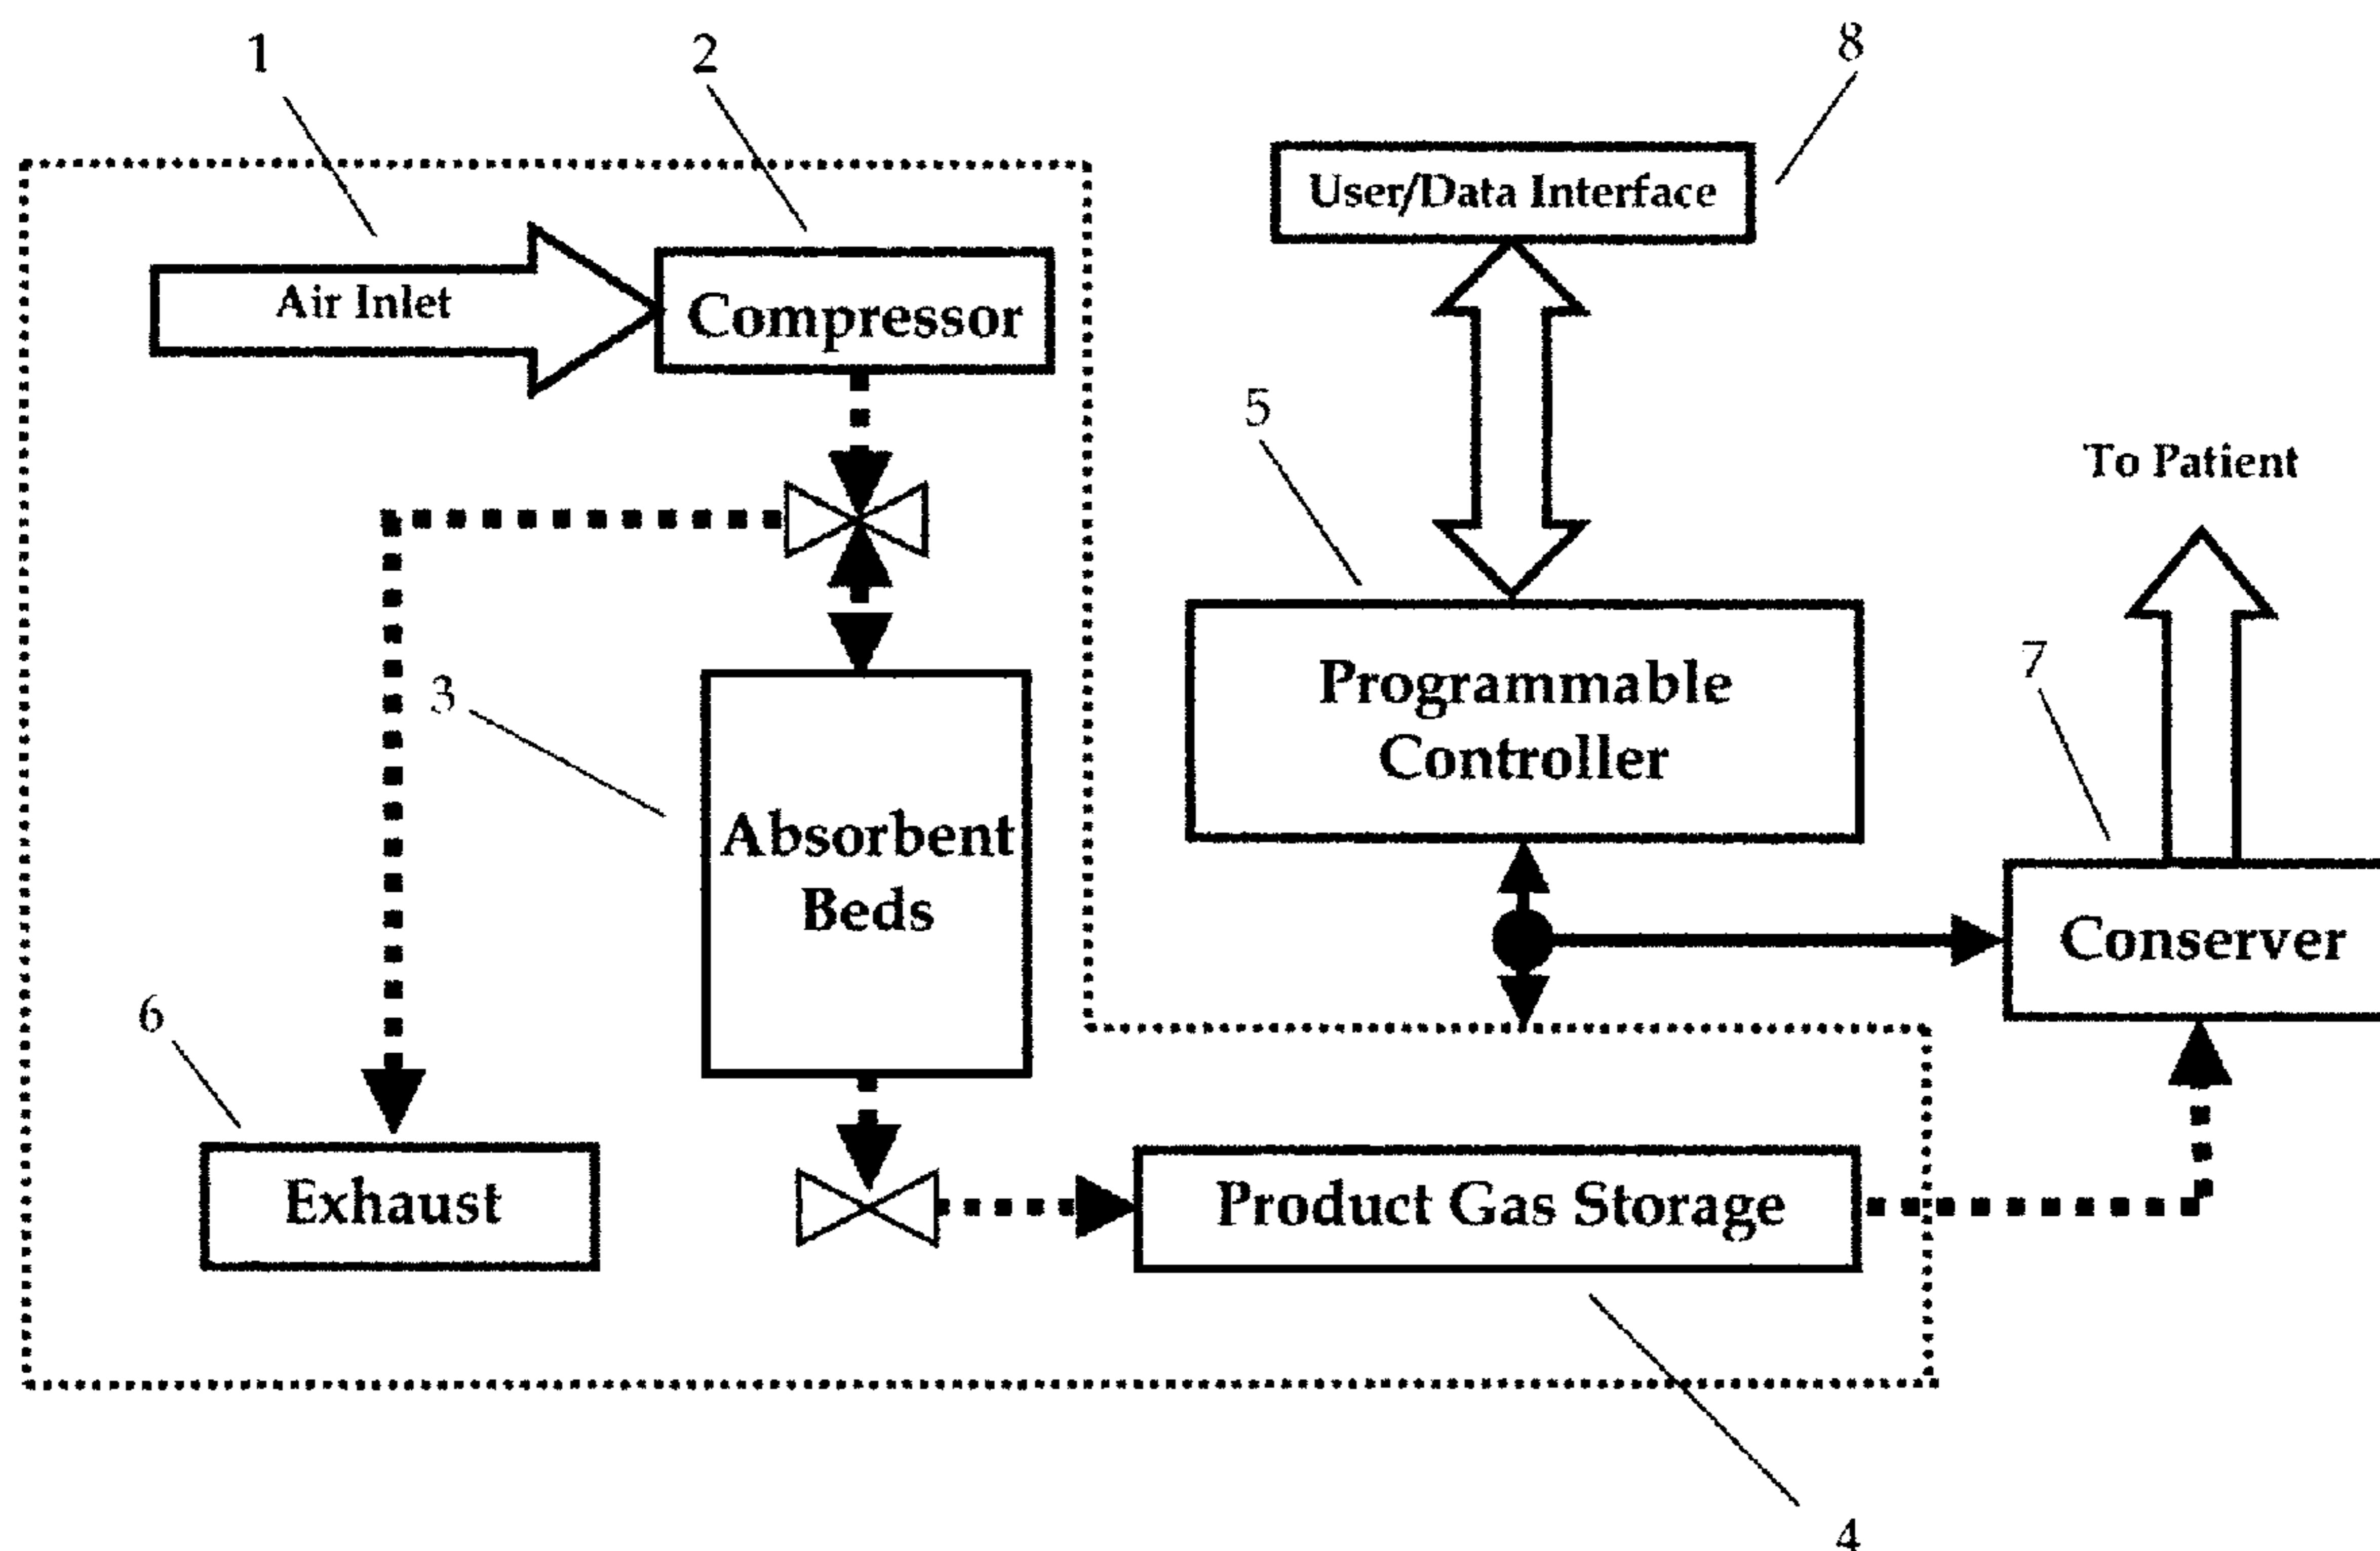 1
2
8
User/Data Interface
Air Inlet
Compressor
5
To Patient
3
Programmable
Controller
7
Absorbent
Beds
Conserver
6
Exhaust
Product Gas Storage
4